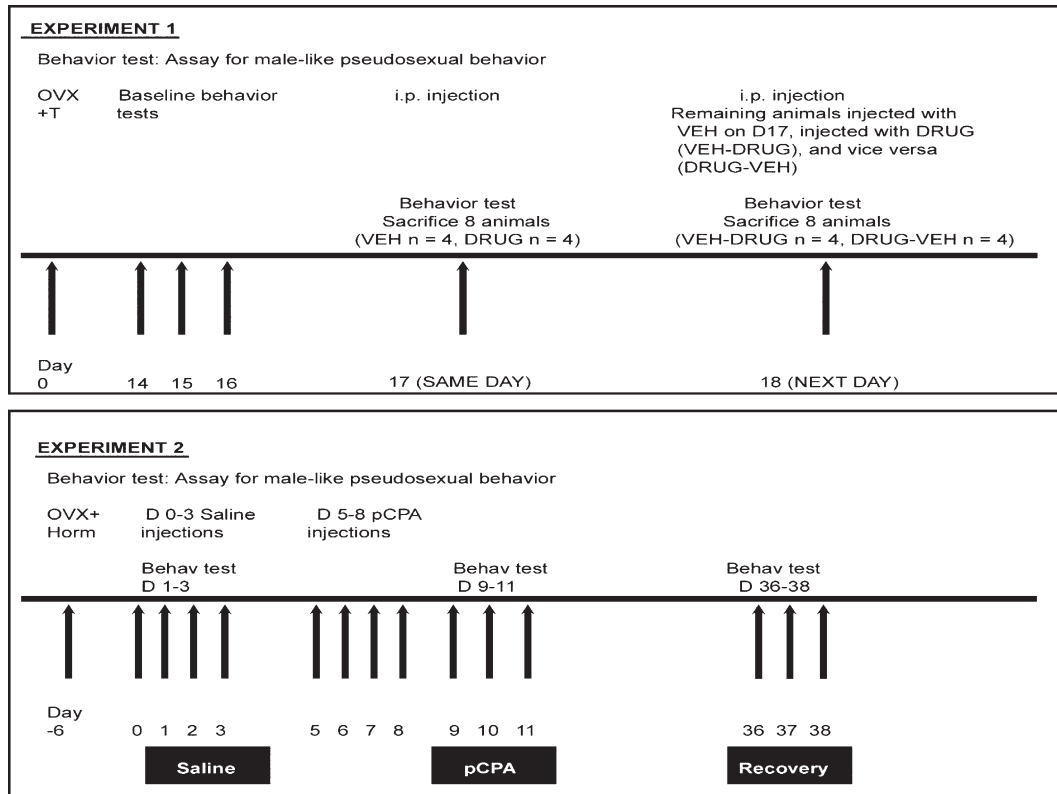 EXPERIMENT 1
Behavior test: Assay for male-like pseudosexual behavior
OVX
+T
Baseline behavior
tests
i.p. injection
i.p. injection
Remaining animals injected with
VEH on D17, injected with DRUG
(VEH-DRUG), and vice versa
(DRUG-VEH)
Behavior test
Sacrifice 8 animals
(VEH n = 4, DRUG n = 4)
Behavior test
Sacrifice 8 animals
(VEH-DRUG n = 4, DRUG-VEH n = 4)
Day
0 14 15 16 17 (SAME DAY) 18 (NEXT DAY)
EXPERIMENT 2
Behavior test: Assay for male-like pseudosexual behavior
OVX+
Horm
D 0-3 Saline
injections
D 5-8 pCPA
injections
Behav test
D 1-3
Behav test
D 9-11
Behav test
D 36-38
Day
-6 0 1 2 3 5 6 7 8 9 10 11 36 37 38
Saline pCPA Recovery